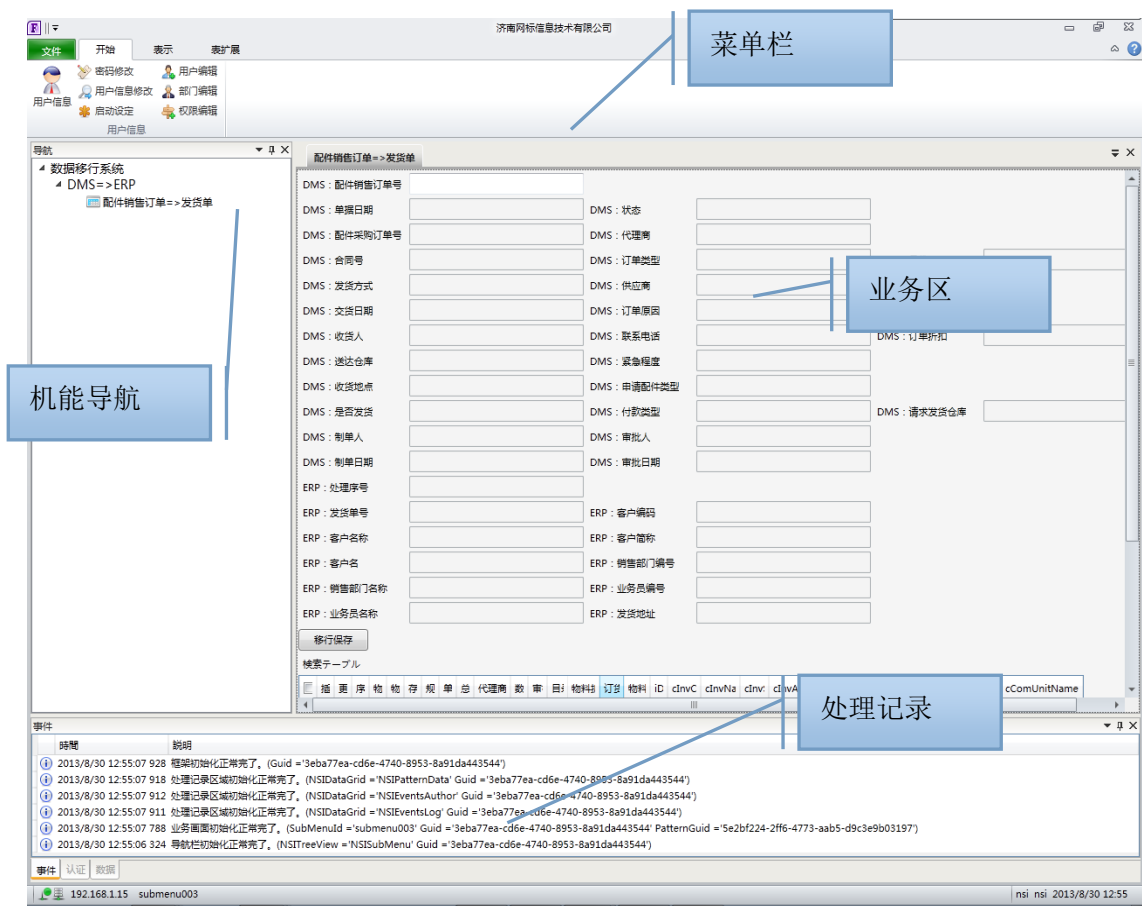 济南网标信息技术有限公司
菜单栏
文件 开始 表示 表扩展
用户信息
密码修改 用户编辑
用户信息修改 部门编辑
启动设定 权限编辑
用户信息
导航
数据移行系统
DMS=>ERP
配件销售订单=>发货单
机能导航
配件销售订单=>发货单
DMS：配件销售订单号
DMS：单据日期 DMS：状态
DMS：配件采购订单号 DMS：代理商
DMS：合同号 DMS：订单类型
DMS：发货方式 DMS：供应商
业务区
DMS：交货日期 DMS：订单原因
DMS：收货人 DMS：联系电话 DMS：订单折扣
DMS：送达仓库 DMS：紧急程度
DMS：收货地点 DMS：申请配件类型
DMS：是否发货 DMS：付款类型 DMS：请求发货仓库
DMS：制单人 DMS：审批人
DMS：制单日期 DMS：审批日期
ERP：处理序号
ERP：发货单号 ERP：客户编码
ERP：客户名称 ERP：客户简称
ERP：客户名 ERP：销售部门编号
ERP：销售部门名称 ERP：业务员编号
ERP：业务员名称 ERP：发货地址
移行保存
検索テーブル
插 更 序 物 物 存 规 单 总 代理商 数 审 物料 订 物料 iD cInvC cInvNa cInv cInvA cComUnitName
处理记录
事件
時間 説明
2013/8/30 12:55:07 928 框架初始化正常完了。(Guid ='3eba77ea-cd6e-4740-8953-8a91da443544')
2013/8/30 12:55:07 918 处理记录区域初始化正常完了。(NSIDataGrid ='NSIPatternData' Guid ='3eba77ea-cd6e-4740-8953-8a91da443544')
2013/8/30 12:55:07 912 处理记录区域初始化正常完了。(NSIDataGrid ='NSIEventsAuthor' Guid ='3eba77ea-cd6e-4740-8953-8a91da443544')
2013/8/30 12:55:07 911 处理记录区域初始化正常完了。(NSIDataGrid ='NSIEventsLog' Guid ='3eba77ea-cd6e-4740-8953-8a91da443544')
2013/8/30 12:55:07 788 业务画面初始化正常完了。(SubMenuId ='submenu003' Guid ='3eba77ea-cd6e-4740-8953-8a91da443544' PatternGuid ='5e2bf224-2ff6-4773-aab5-d9c3e9b03197')
2013/8/30 12:55:06 324 导航栏初始化正常完了。(NSITreeView ='NSISubMenu' Guid ='3eba77ea-cd6e-4740-8953-8a91da443544')
事件 认证 数据
192.168.1.15 submenu003 nsi nsi 2013/8/30 12:55